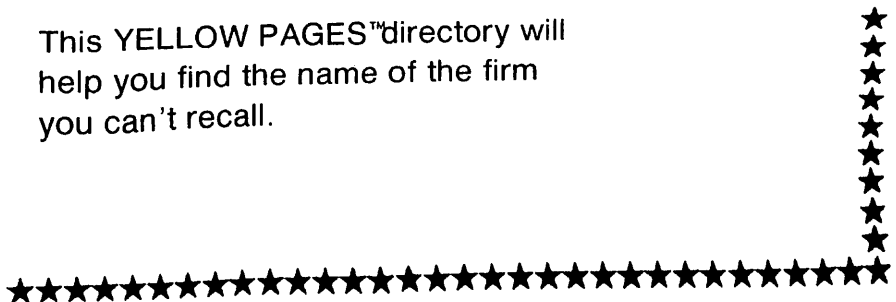 This YELLOW PAGES™directory will
help you find the name of the firm
you can't recall.